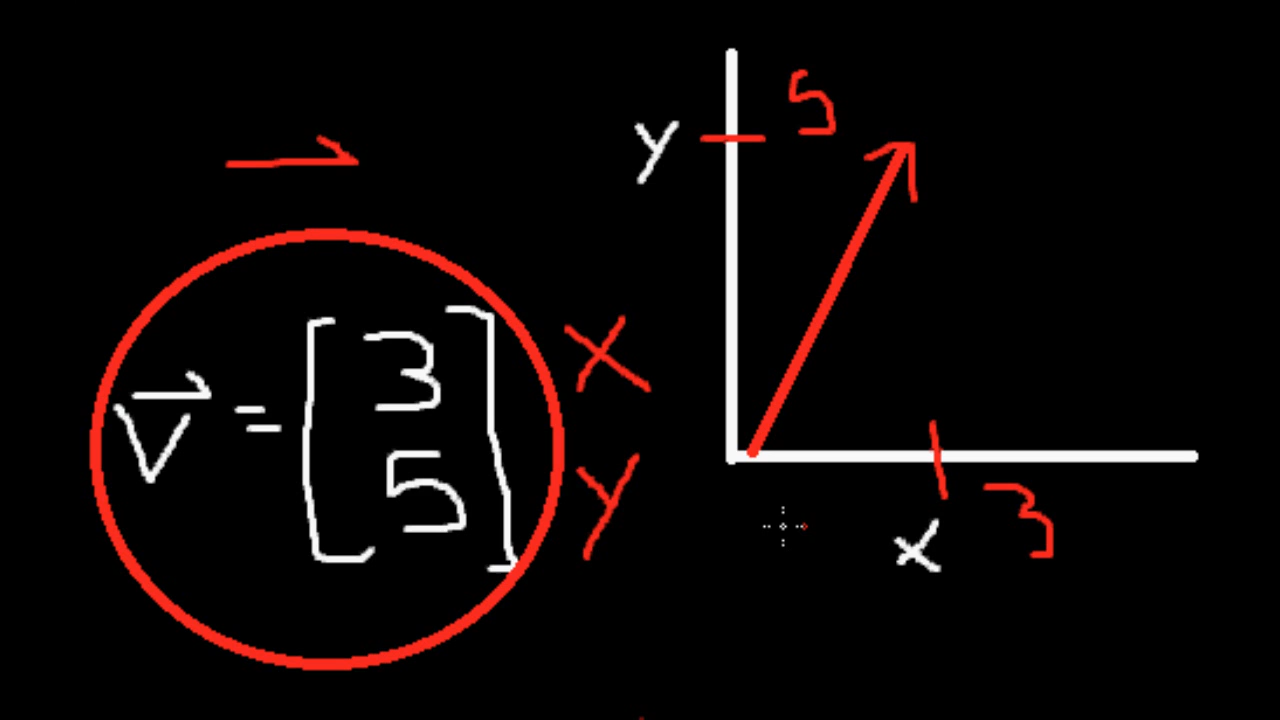 v⃗ = [3
5]
x
y
y 5
x 3